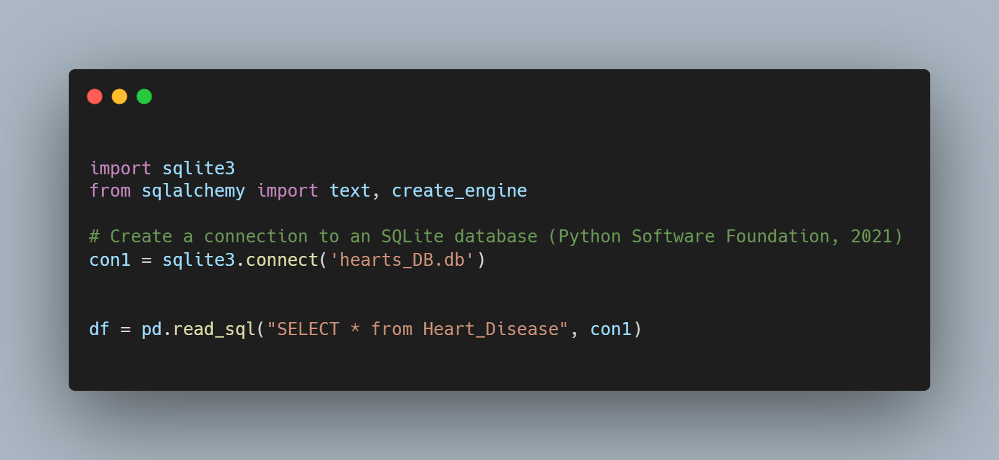 import sqlite3
from sqlalchemy import text, create_engine
# Create a connection to an SQLite database (Python Software Foundation, 2021)
con1 = sqlite3.connect('hearts_DB.db')
df = pd.read_sql("SELECT * from Heart_Disease", con1)